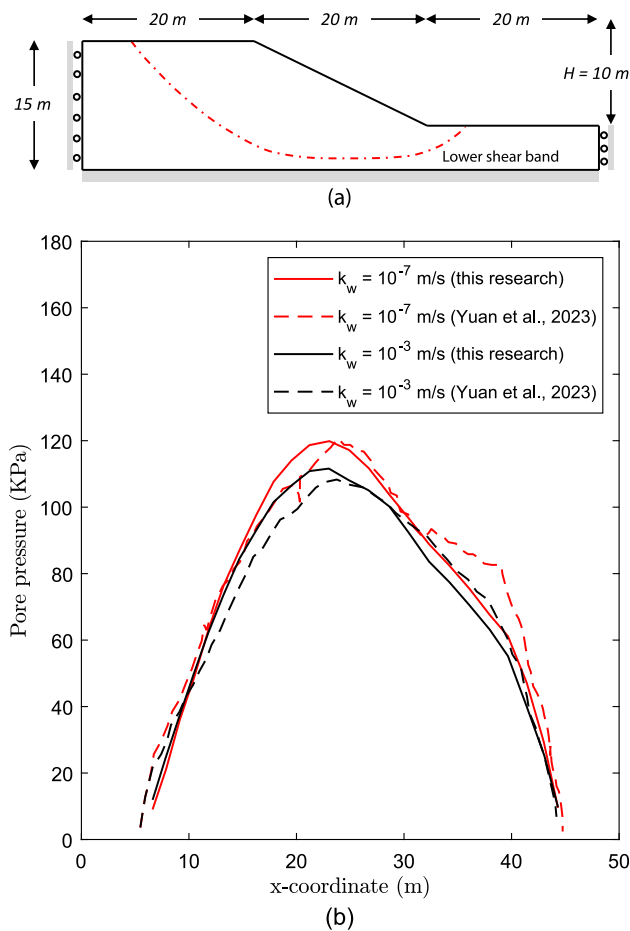 20 m 20 m 20 m
15 m
H = 10 m
Lower shear band
(a)
k_w = 10^-7 m/s (this research)
k_w = 10^-7 m/s (Yuan et al., 2023)
k_w = 10^-3 m/s (this research)
k_w = 10^-3 m/s (Yuan et al., 2023)
Pore pressure (KPa)
180
160
140
120
100
80
60
40
20
0
0 10 20 30 40 50
x-coordinate (m)
(b)